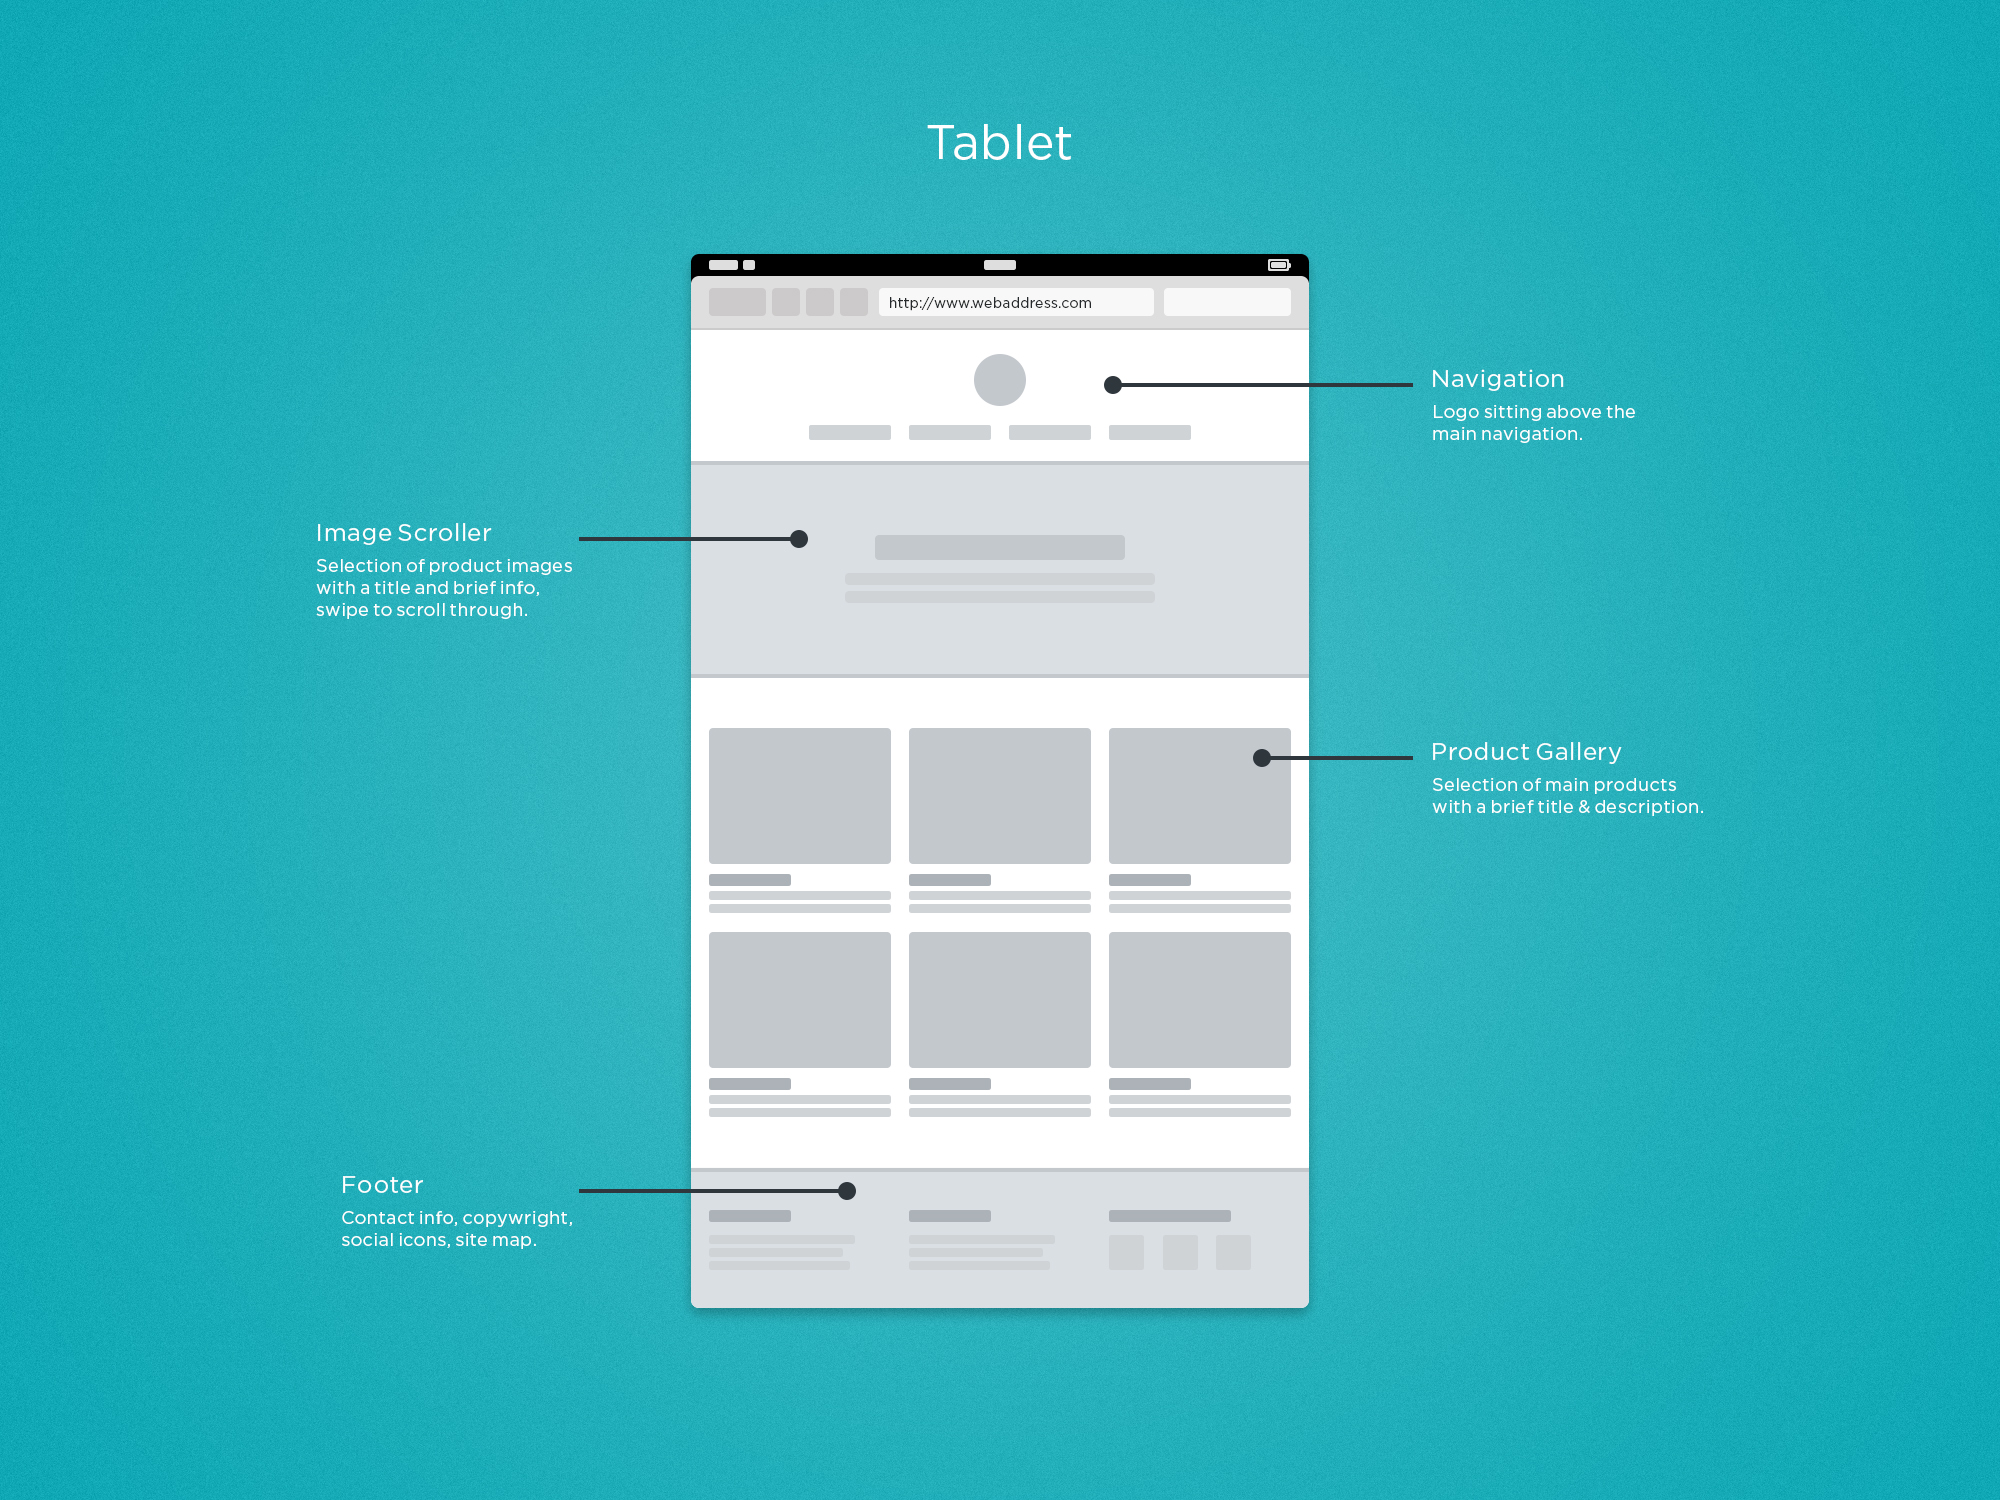 Tablet
http://www.webaddress.com
Navigation
Logo sitting above the
main navigation.
Image Scroller
Selection of product images
with a title and brief info,
swipe to scroll through.
Product Gallery
Selection of main products
with a brief title & description.
Footer
Contact info, copywright,
social icons, site map.